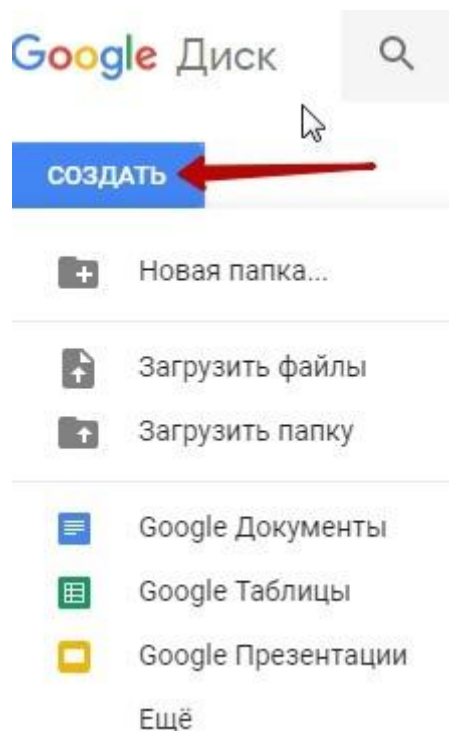 Google Диск
СОЗДАТЬ
Новая папка...
Загрузить файлы
Загрузить папку
Google Документы
Google Таблицы
Google Презентации
Ещё